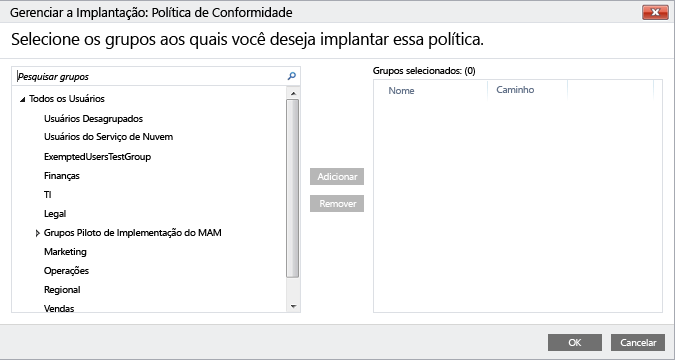 Gerenciar a Implantação: Política de Conformidade
Selecione os grupos aos quais você deseja implantar essa política.
Pesquisar grupos
Todos os Usuários
Usuários Desagrupados
Usuários do Serviço de Nuvem
ExemptedUsersTestGroup
Finanças
TI
Legal
Grupos Piloto de Implementação do MAM
Marketing
Operações
Regional
Vendas
Adicionar
Remover
Grupos selecionados: (0)
Nome Caminho
OK Cancelar